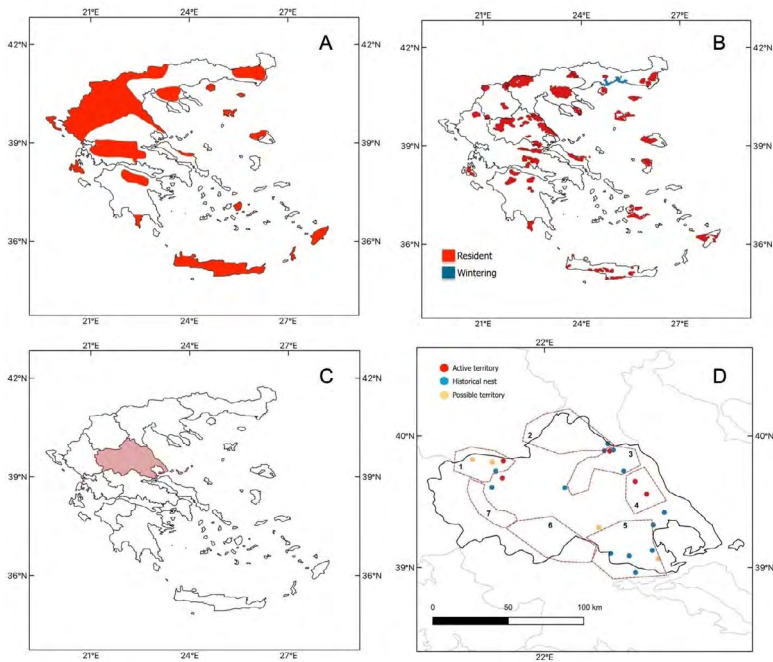 21°E 24°E 27°E
42°N A 42°N
39°N 39°N
36°N 36°N
21°E 24°E 27°E
21°E 24°E 27°E
42°N B 42°N
39°N 39°N
36°N 36°N
Resident
Wintering
21°E 24°E 27°E
21°E 24°E 27°E
42°N C 42°N
39°N 39°N
36°N 36°N
21°E 24°E 27°E
22°E
Active territory D
Historical nest
Possible territory
40°N 40°N
2
3
1
4
7
6 5
39°N 39°N
0 50 100 km
22°E